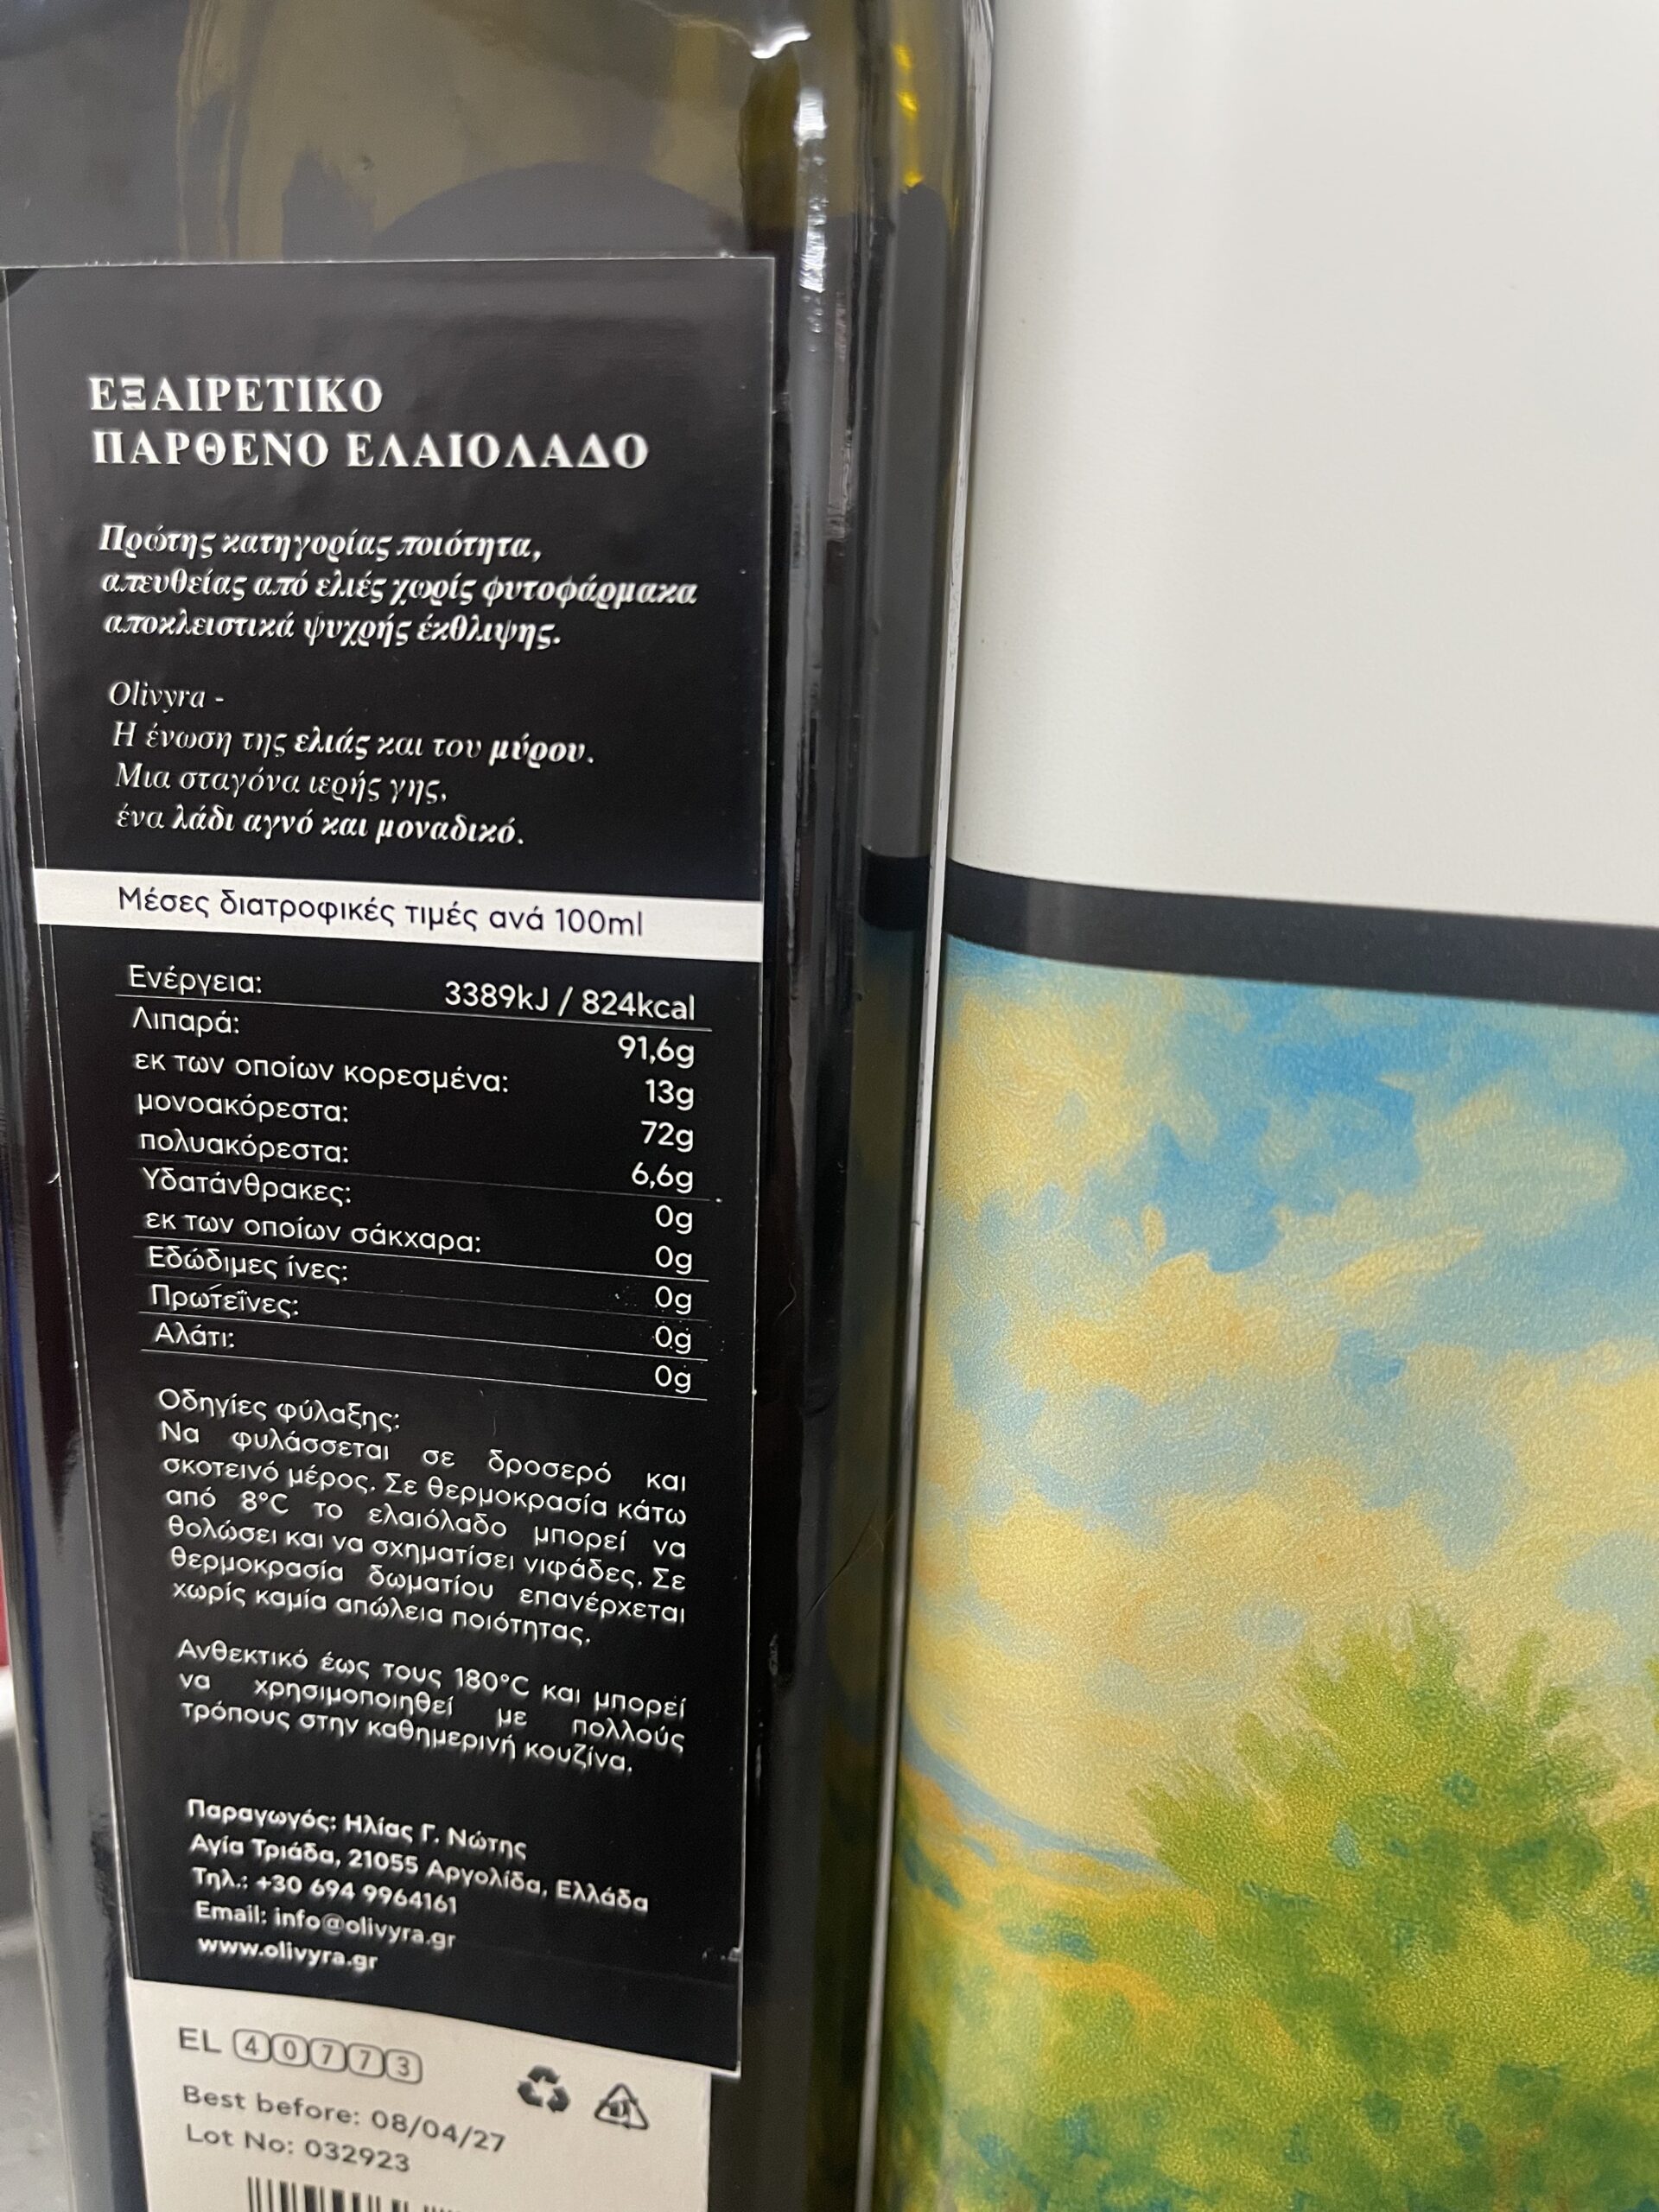 ΕΞΑΙΡΕΤΙΚΟ
ΠΑΡΘΕΝΟ ΕΛΑΙΟΛΑΔΟ
Πρώτης κατηγορίας ποιότητα,
απευθείας από ελιές χωρίς φυτοφάρμακα
αποκλειστικά ψυχρής έκθλιψης.
Olivyra -
Η ένωση της ελιάς και του μύρου.
Μια σταγόνα ιερής γης,
ένα λάδι αγνό και μοναδικό.
Μέσες διατροφικές τιμές ανά 100ml
Ενέργεια: 3389kJ / 824kcal
Λιπαρά: 91,6g
εκ των οποίων κορεσμένα: 13g
μονοακόρεστα: 72g
πολυακόρεστα: 6,6g
Υδατάνθρακες: 0g
εκ των οποίων σάκχαρα: 0g
Εδώδιμες ίνες: 0g
Πρωτεΐνες: 0g
Αλάτι: 0g
Οδηγίες φύλαξης:
Να φυλάσσεται σε δροσερό και
σκοτεινό μέρος. Σε θερμοκρασία κάτω
από 8°C το ελαιόλαδο μπορεί να
θολώσει και να σχηματίσει νιφάδες. Σε
θερμοκρασία δωματίου επανέρχεται
χωρίς καμία απώλεια ποιότητας.
Ανθεκτικό έως τους 180°C και μπορεί
να χρησιμοποιηθεί με πολλούς
τρόπους στην καθημερινή κουζίνα.
Παραγωγός: Ηλίας Γ. Νώτης
Αγία Τριάδα, 21055 Αργολίδα, Ελλάδα
Τηλ.: +30 694 9964161
Email: info@olivyra.gr
www.olivyra.gr
EL 40773
Best before: 08/04/27
Lot No: 032923